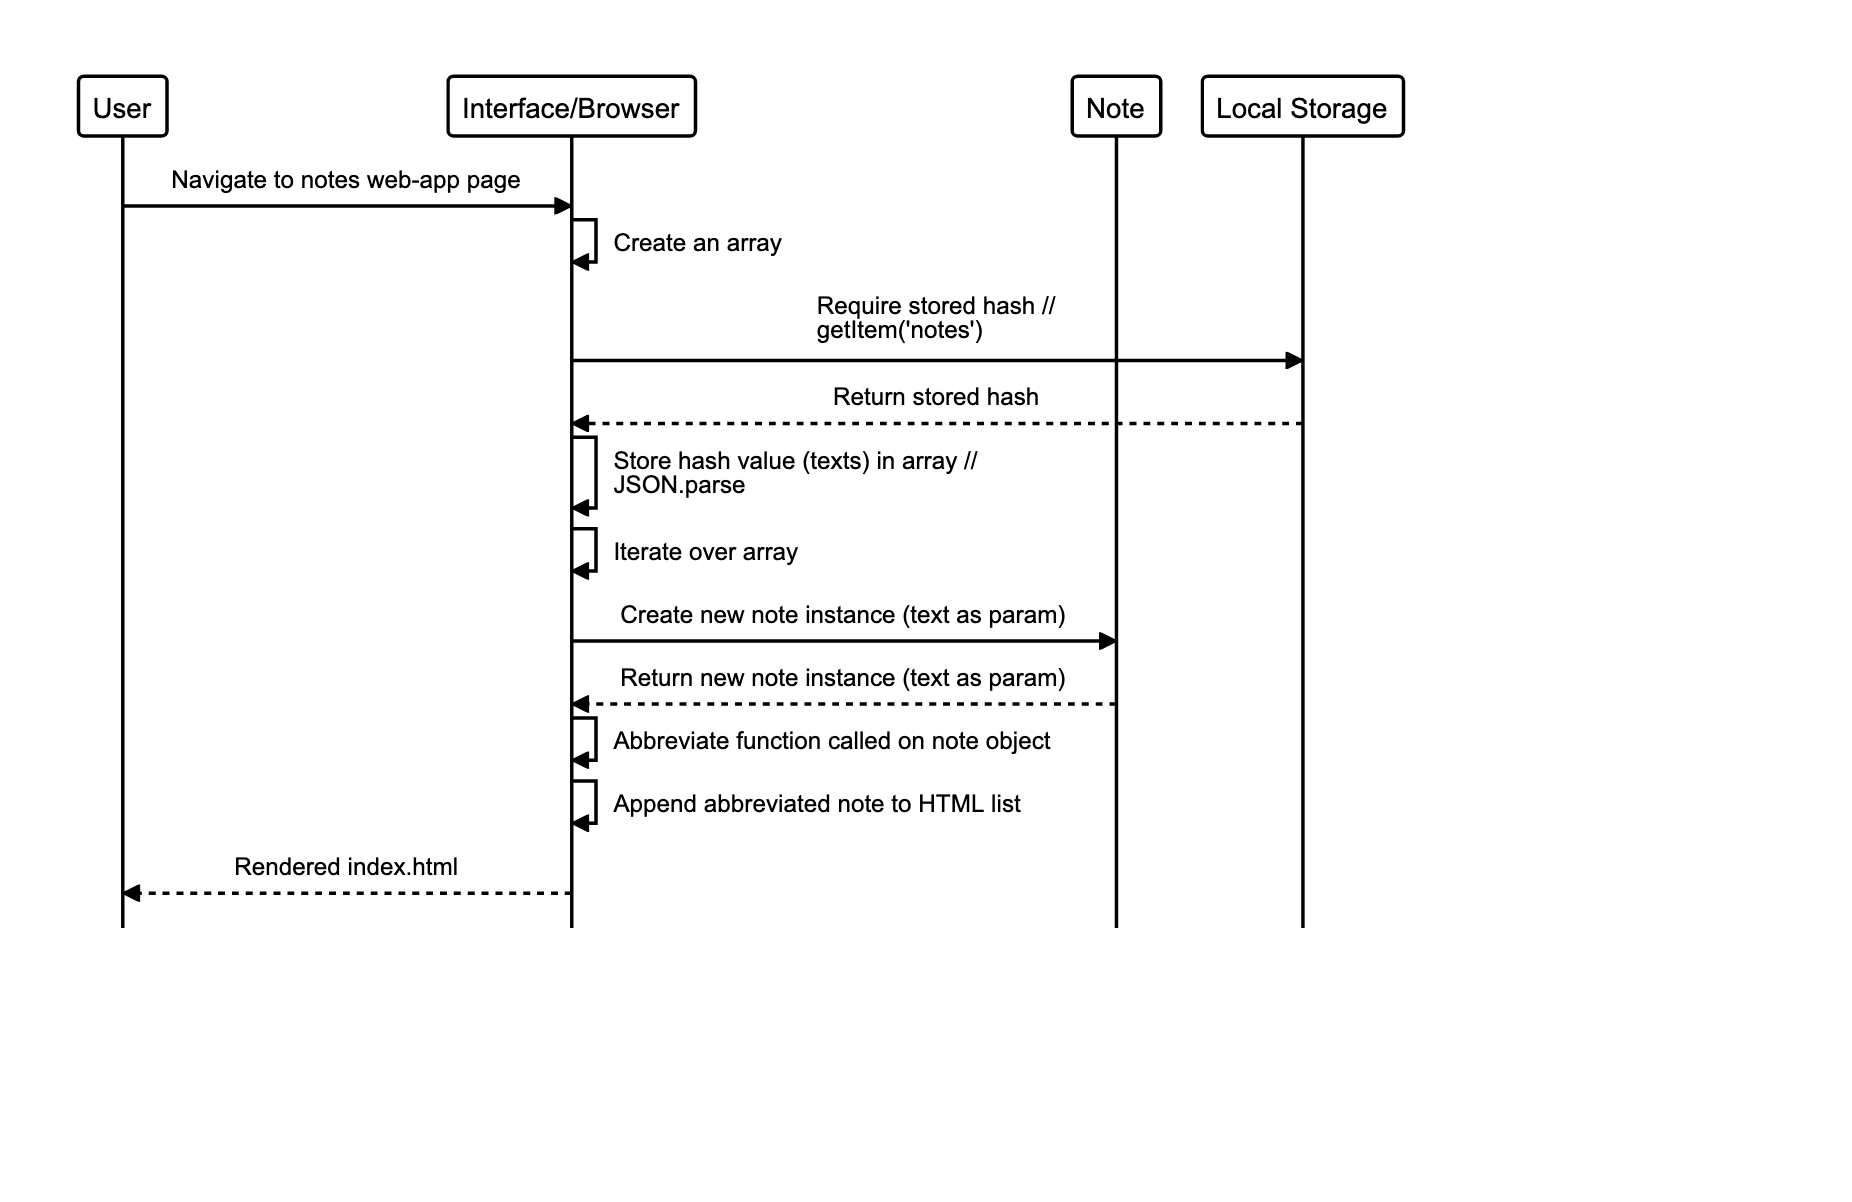 User
Interface/Browser
Note
Local Storage
Navigate to notes web-app page
Create an array
Require stored hash //
getItem('notes')
Return stored hash
Store hash value (texts) in array //
JSON.parse
Iterate over array
Create new note instance (text as param)
Return new note instance (text as param)
Abbreviate function called on note object
Append abbreviated note to HTML list
Rendered index.html